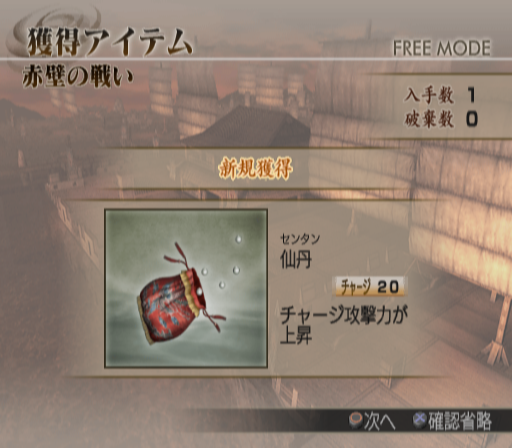 獲得アイテム
FREE MODE
赤壁の戦い
入手数 1
破棄数 0
新規獲得
センタン
仙丹
チャージ 20
チャージ攻撃力が
上昇
次へ 確認省略